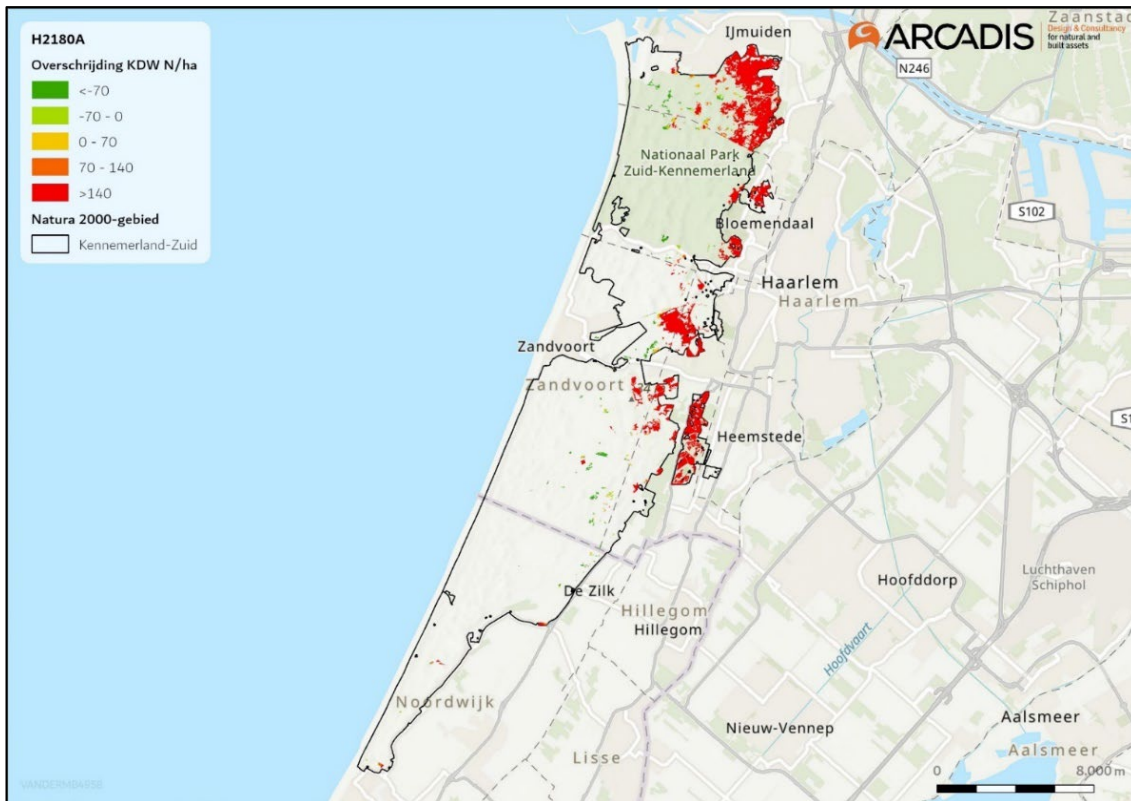 H2180A
Overschrijding KDW N/ha
<-70
-70 - 0
0 - 70
70 - 140
>140
Natura 2000-gebied
Kennemerland-Zuid
ARCADIS
Design & Consultancy
for natural and
built assets
Zaanstad
IJmuiden
N246
Nationaal Park
Zuid-Kennemerland
S102
Bloemendaal
Haarlem
Haarlem
Zandvoort
Zandvoort
24
Heemstede
De Zilk
Hoofddorp
Luchthaven
Schiphol
Hillegom
Hillegom
Hoofdvaart
Noordwijk
Nieuw-Vennep
Aalsmeer
Aalsmeer
Lisse
0
8.000 m